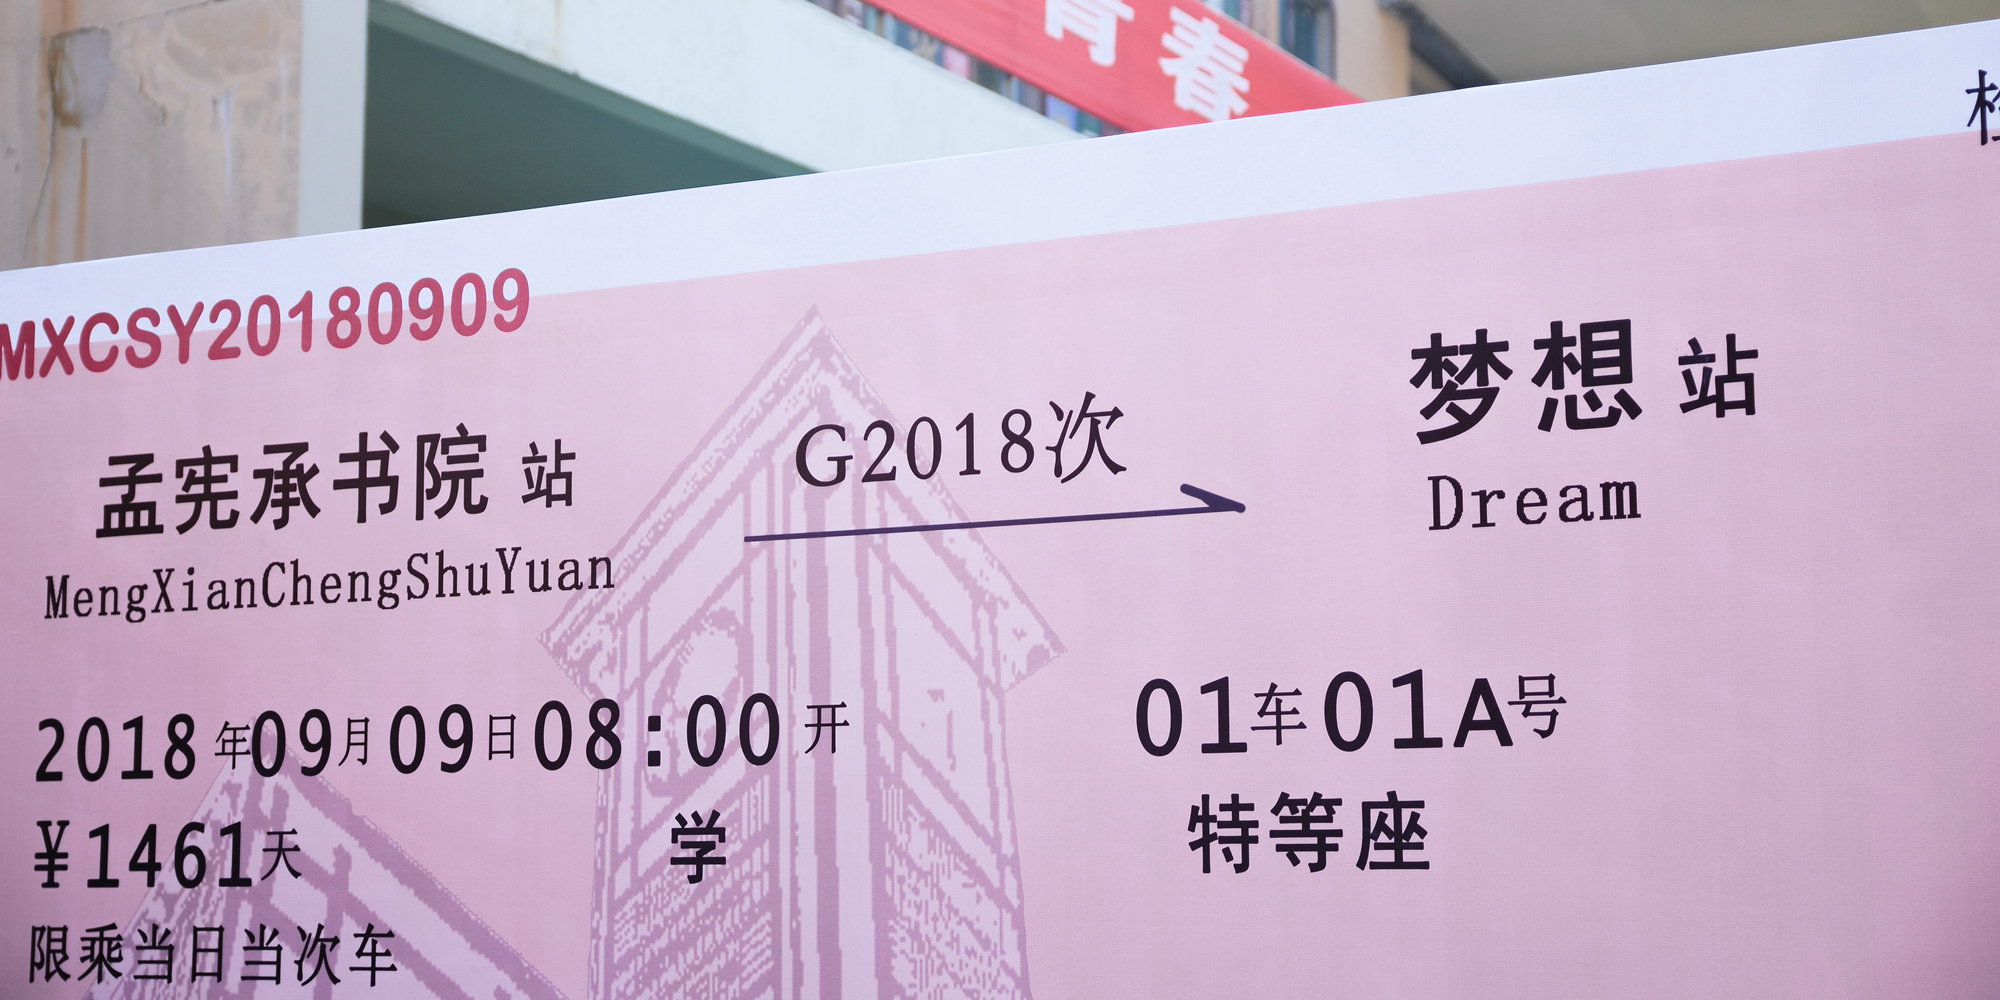 青春
MXCSY20180909
孟宪承书院 站
G2018次
梦想 站
MengXianChengShuYuan
Dream
2018年09月09日08:00开
01车01A号
¥1461天
学
特等座
限乘当日当次车